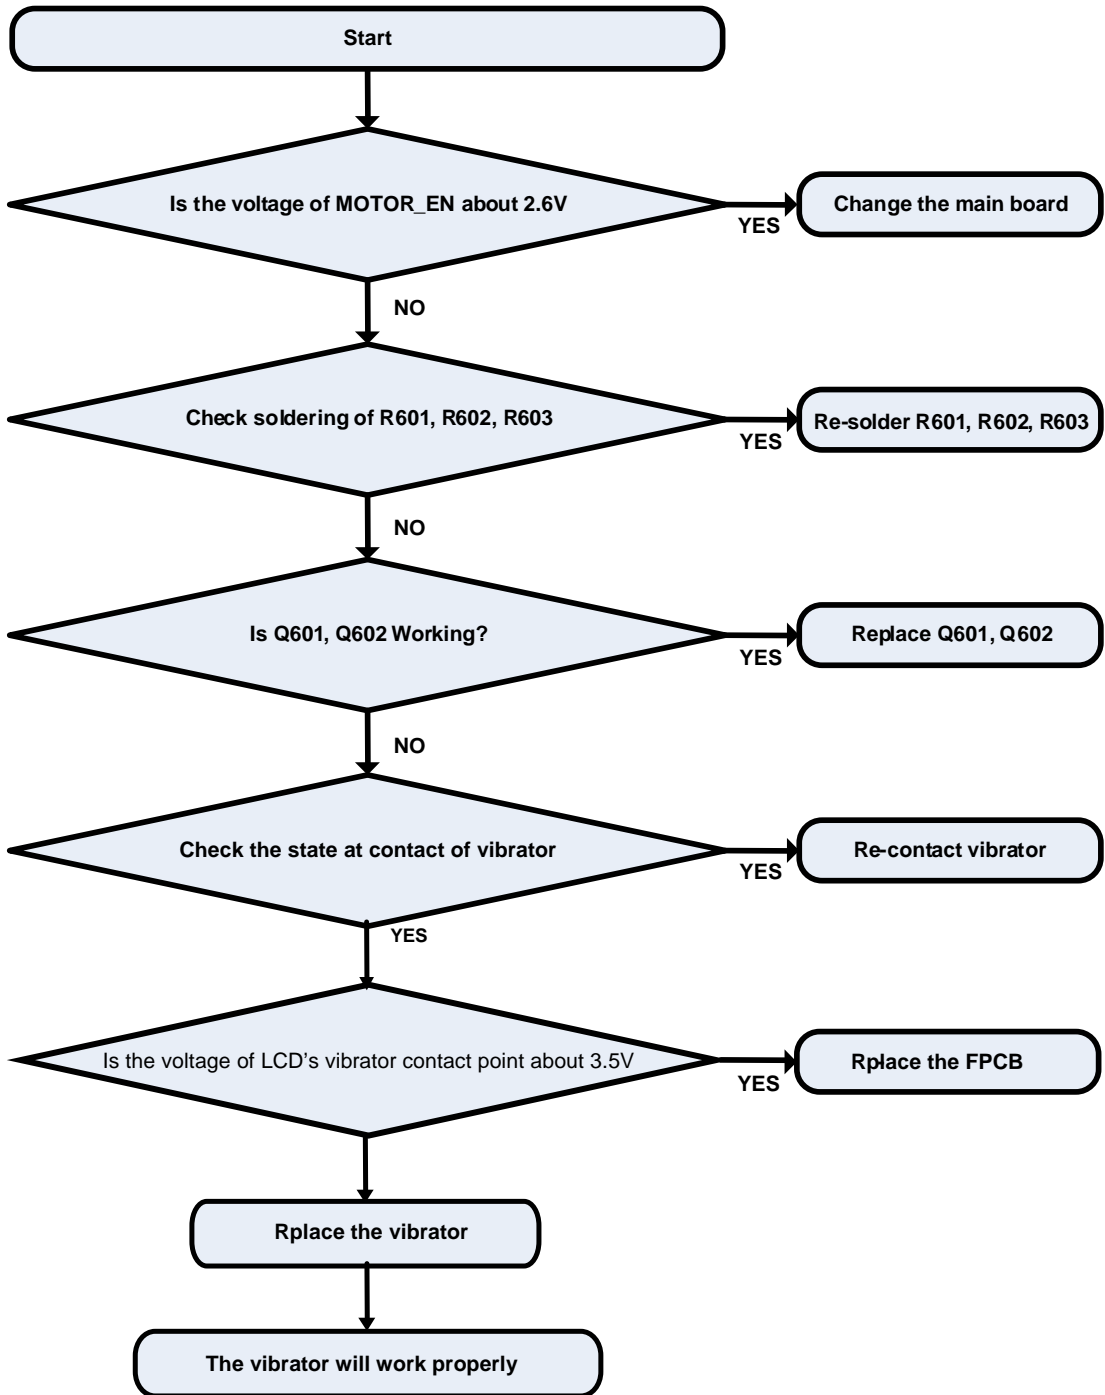 Start
Is the voltage of MOTOR_EN about 2.6V
YES
Change the main board
NO
Check soldering of R601, R602, R603
YES
Re-solder R601, R602, R603
NO
Is Q601, Q602 Working?
YES
Replace Q601, Q602
NO
Check the state at contact of vibrator
YES
Re-contact vibrator
YES
Is the voltage of LCD’s vibrator contact point about 3.5V
YES
Rplace the FPCB
Rplace the vibrator
The vibrator will work properly